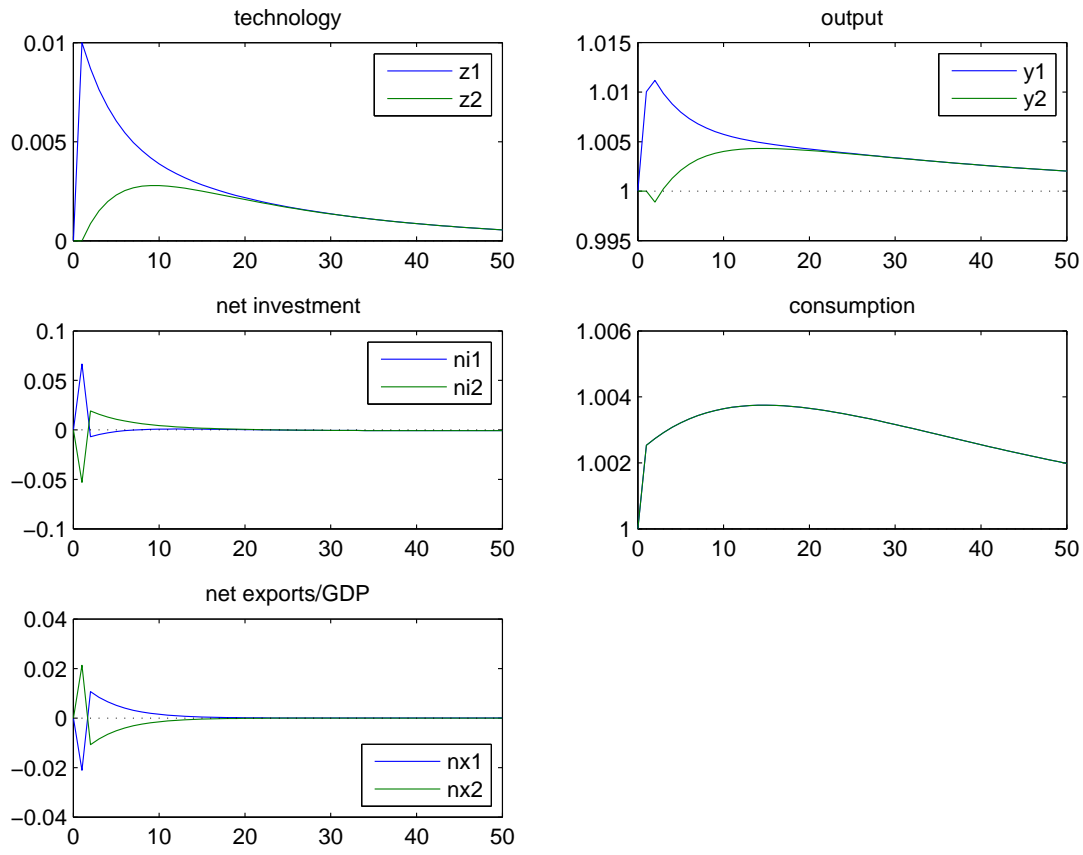 technology
0.01
0.005
0
0 10 20 30 40 50
z1
z2
output
1.015
1.01
1.005
1
0.995
0 10 20 30 40 50
y1
y2
net investment
0.1
0.05
0
−0.05
−0.1
0 10 20 30 40 50
ni1
ni2
consumption
1.006
1.004
1.002
1
0 10 20 30 40 50
net exports/GDP
0.04
0.02
0
−0.02
−0.04
0 10 20 30 40 50
nx1
nx2